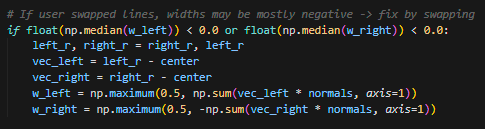 # If user swapped lines, widths may be mostly negative -> fix by swapping
if float(np.median(w_left)) < 0.0 or float(np.median(w_right)) < 0.0:
    left_r, right_r = right_r, left_r
    vec_left = left_r - center
    vec_right = right_r - center
    w_left = np.maximum(0.5, np.sum(vec_left * normals, axis=1))
    w_right = np.maximum(0.5, -np.sum(vec_right * normals, axis=1))